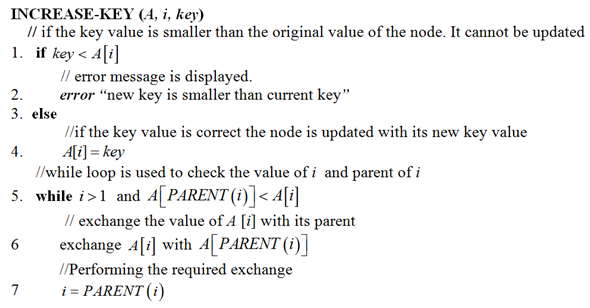 INCREASE-KEY (A, i, key)
// if the key value is smaller than the original value of the node. It cannot be updated
1. if key < A[i]
// error message is displayed.
2. error “new key is smaller than current key”
3. else
//if the key value is correct the node is updated with its new key value
4. A[i] = key
//while loop is used to check the value of i and parent of i
5. while i > 1 and A[PARENT(i)] < A[i]
// exchange the value of A [i] with its parent
6 exchange A[i] with A[PARENT(i)]
//Performing the required exchange
7 i = PARENT(i)